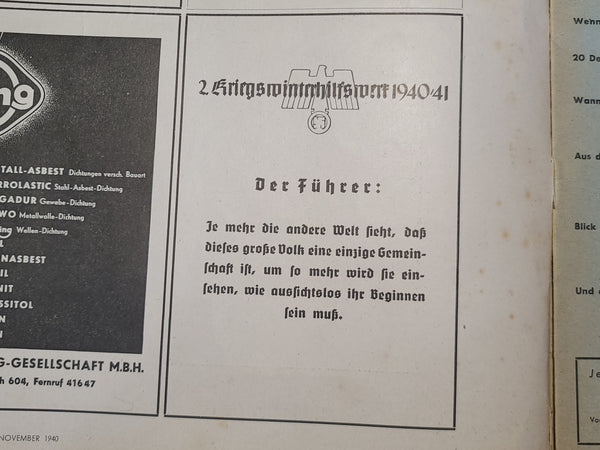 ng
TALL-ASBEST Dichtungen versch. Bauart
RROLASTIC Stahl-Asbest-Dichtung
GADUR Gewebe-Dichtung
WO Metallwolle-Dichtung
ing Wellen-Dichtung
L
NASBEST
IL
NIT
SSITOL
N
N
G-GESELLSCHAFT M.B.H.
h 604, Fernruf 41647
NOVEMBER 1940
2. Kriegswinterhilfswerk 1940/41
Der Führer:
Je mehr die andere Welt sieht, daß
dieses große Volk eine einzige Gemein-
schaft ist, um so mehr wird sie ein-
sehen, wie aussichtslos ihr Beginnen
sein muß.
Wenn
20 De
Wann
Aus d
Blick
Und
Je